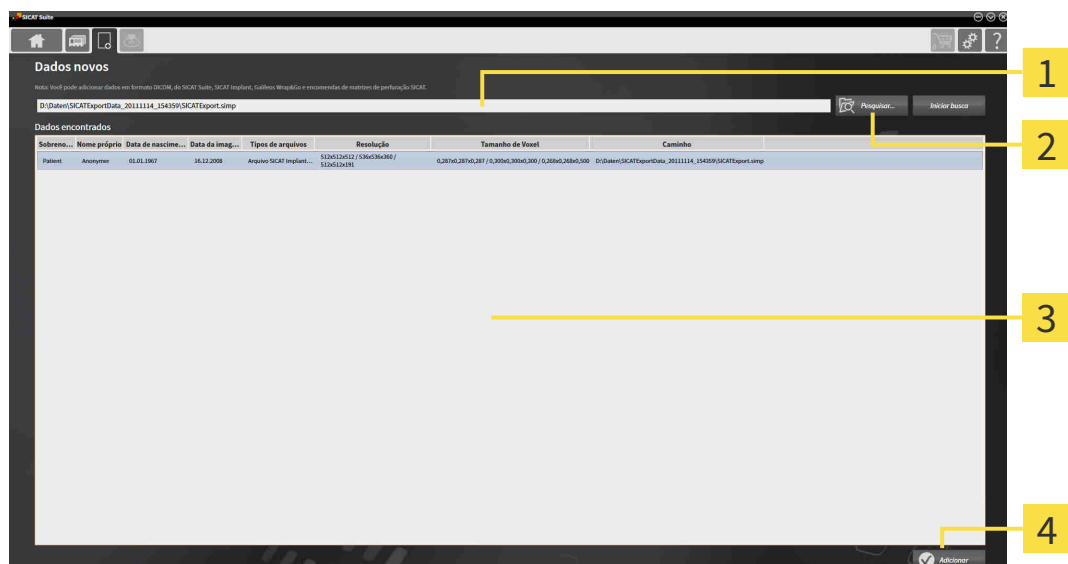 SICAT Suite
?
Dados novos
Nota: Você pode adicionar dados em formato DICOM, do SICAT Suite, SICAT Implant, Galileos Wrap&Go e encomendas de matrizes de perfuração SICAT.
D:\Daten\SICATExportData_20111114_154359\SICATExport.simp
Pesquisar...
Iniciar busca
Dados encontrados
Sobreno... Nome próprio Data de nascime... Data da imag... Tipos de arquivos Resolução Tamanho de Voxel Caminho
Patient Anonymer 01.01.1967 16.12.2008 Arquivo SICAT Implant... 512x512x512 / 536x536x360 / 0,287x0,287x0,287 / 0,300x0,300x0,300 / 0,268x0,268x0,500 D:\Daten\SICATExportData_20111114_154359\SICATExport.simp
512x512x191
Adicionar
1
2
3
4